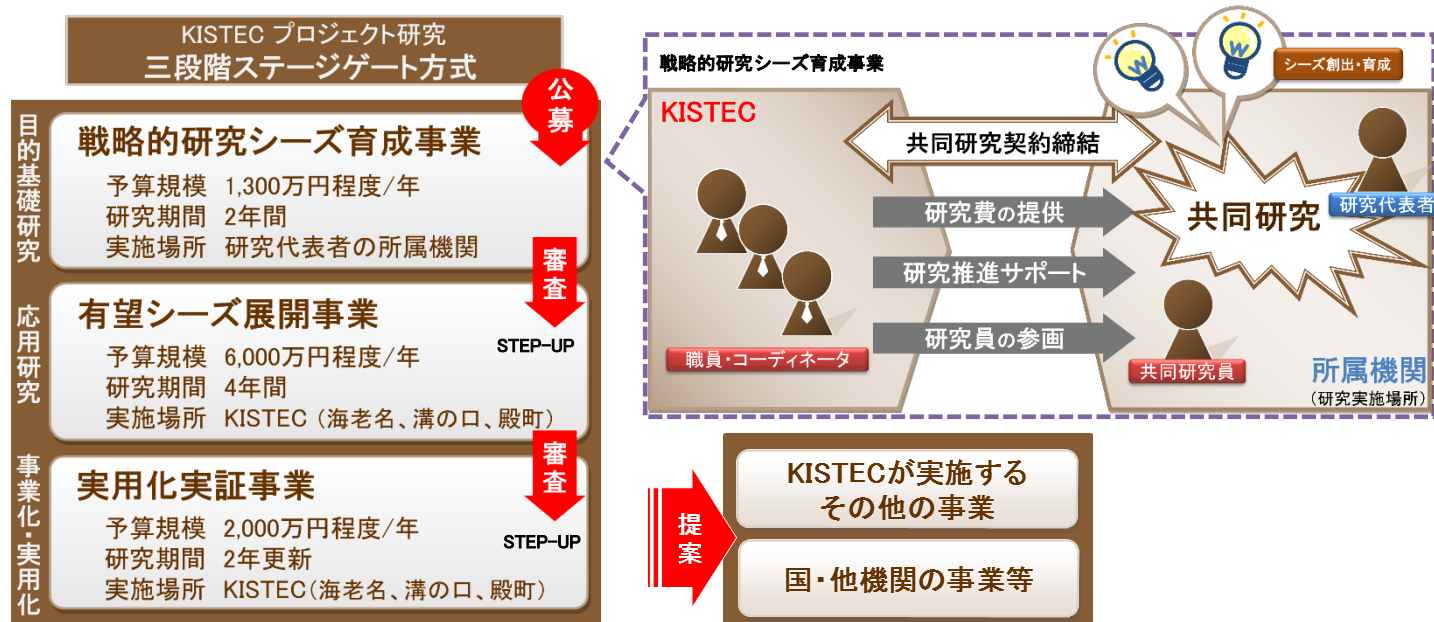 KISTEC プロジェクト研究
三段階ステージゲート方式
公募
目的基礎研究
戦略的研究シーズ育成事業
予算規模 1,300万円程度/年
研究期間 2年間
実施場所 研究代表者の所属機関
審査
STEP-UP
応用研究
有望シーズ展開事業
予算規模 6,000万円程度/年
研究期間 4年間
実施場所 KISTEC(海老名、溝の口、殿町)
審査
STEP-UP
事業化・実用化
実用化実証事業
予算規模 2,000万円程度/年
研究期間 2年更新
実施場所 KISTEC(海老名、溝の口、殿町)
戦略的研究シーズ育成事業
シーズ創出・育成
KISTEC
共同研究契約締結
研究費の提供
研究推進サポート
研究員の参画
職員・コーディネータ
共同研究
研究代表者
共同研究員
所属機関
(研究実施場所)
提案
KISTECが実施する
その他の事業
国・他機関の事業等